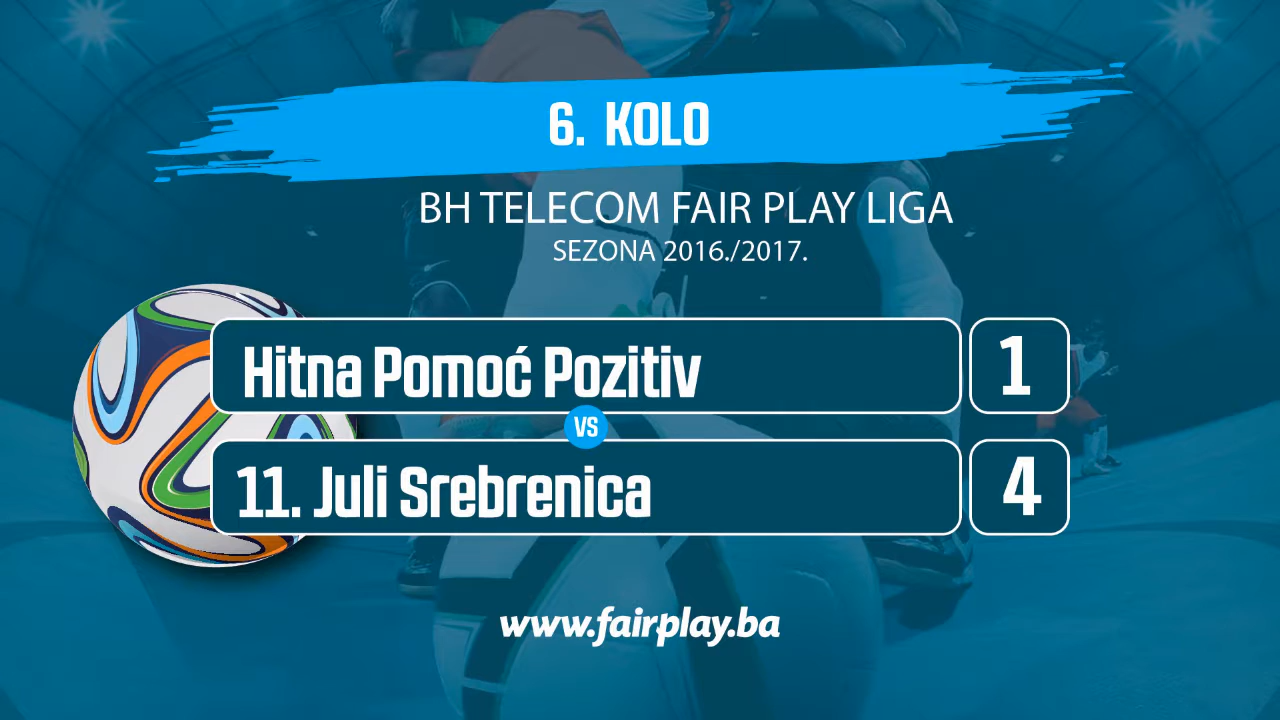 6. KOLO
BH TELECOM FAIR PLAY LIGA
SEZONA 2016./2017.
Hitna Pomoć Pozitiv 1
VS
11. Juli Srebrenica 4
www.fairplay.ba